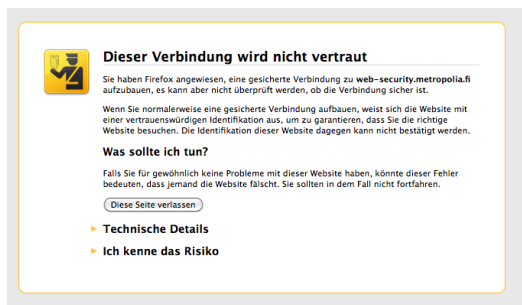 Dieser Verbindung wird nicht vertraut
Sie haben Firefox angewiesen, eine gesicherte Verbindung zu web-security.metropolia.fi
aufzubauen, es kann aber nicht überprüft werden, ob die Verbindung sicher ist.
Wenn Sie normalerweise eine gesicherte Verbindung aufbauen, weist sich die Website mit
einer vertrauenswürdigen Identifikation aus, um zu garantieren, dass Sie die richtige
Website besuchen. Die Identifikation dieser Website dagegen kann nicht bestätigt werden.
Was sollte ich tun?
Falls Sie für gewöhnlich keine Probleme mit dieser Website haben, könnte dieser Fehler
bedeuten, dass jemand die Website fälscht. Sie sollten in dem Fall nicht fortfahren.
Diese Seite verlassen
Technische Details
Ich kenne das Risiko